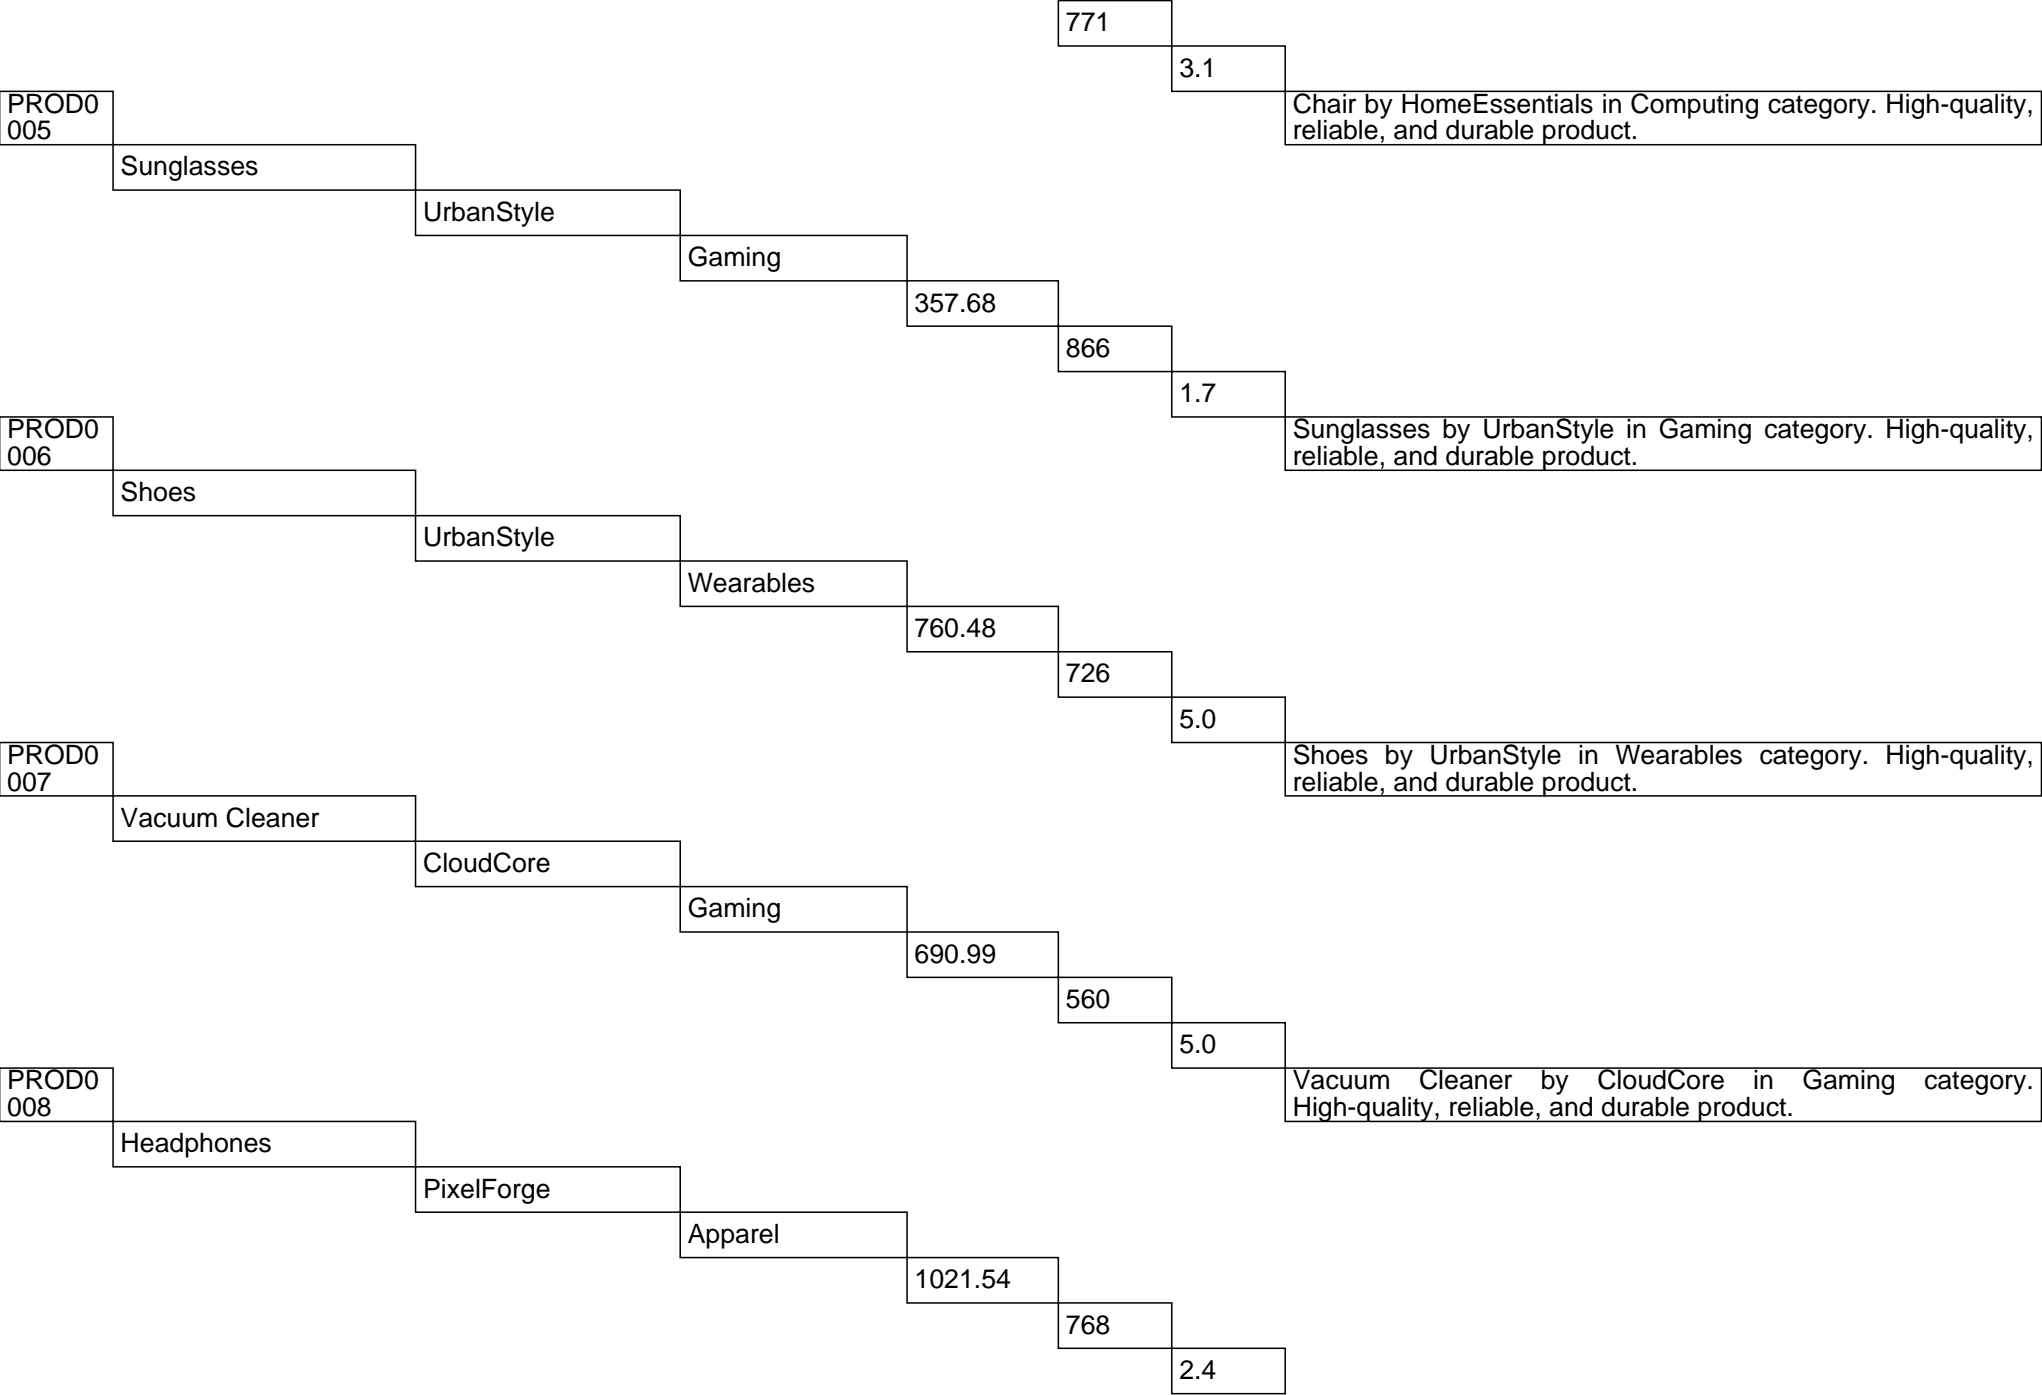 771
3.1
PROD0
005
Chair by HomeEssentials in Computing category. High-quality,
reliable, and durable product.
Sunglasses
UrbanStyle
Gaming
357.68
866
1.7
PROD0
006
Sunglasses by UrbanStyle in Gaming category. High-quality,
reliable, and durable product.
Shoes
UrbanStyle
Wearables
760.48
726
5.0
PROD0
007
Shoes by UrbanStyle in Wearables category. High-quality,
reliable, and durable product.
Vacuum Cleaner
CloudCore
Gaming
690.99
560
5.0
PROD0
008
Vacuum Cleaner by CloudCore in Gaming category.
High-quality, reliable, and durable product.
Headphones
PixelForge
Apparel
1021.54
768
2.4